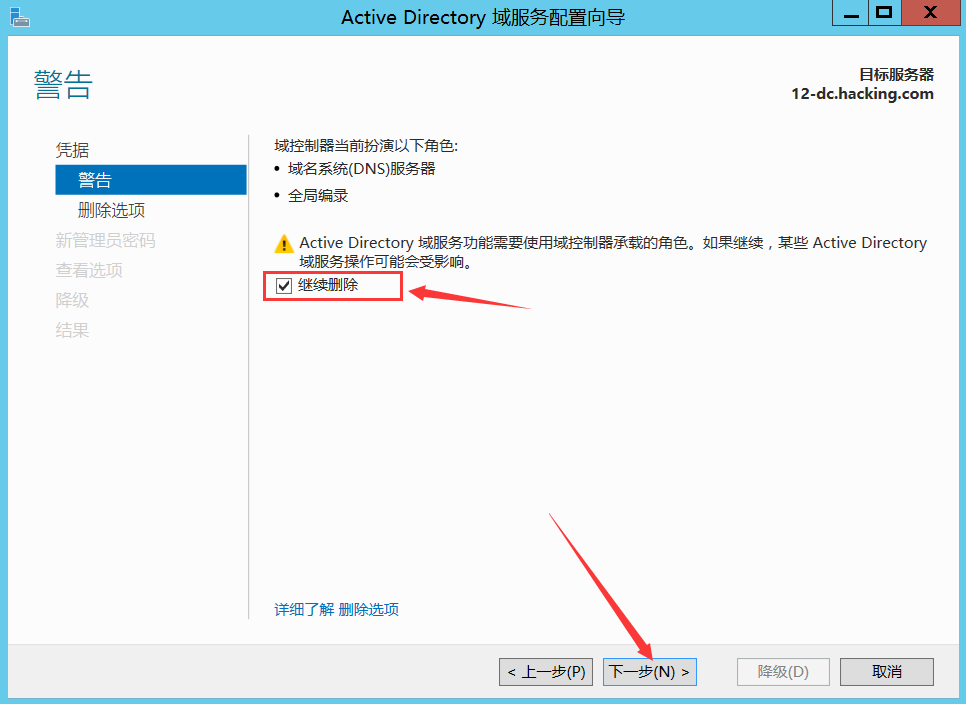 Active Directory 域服务配置向导
警告
目标服务器
12-dc.hacking.com
凭据
警告
删除选项
新管理员密码
查看选项
降级
结果
域控制器当前扮演以下角色:
• 域名系统(DNS)服务器
• 全局编录
Active Directory 域服务功能需要使用域控制器承载的角色。如果继续，某些 Active Directory
域服务操作可能会受影响。
继续删除
详细了解 删除选项
< 上一步(P)
下一步(N) >
降级(D)
取消